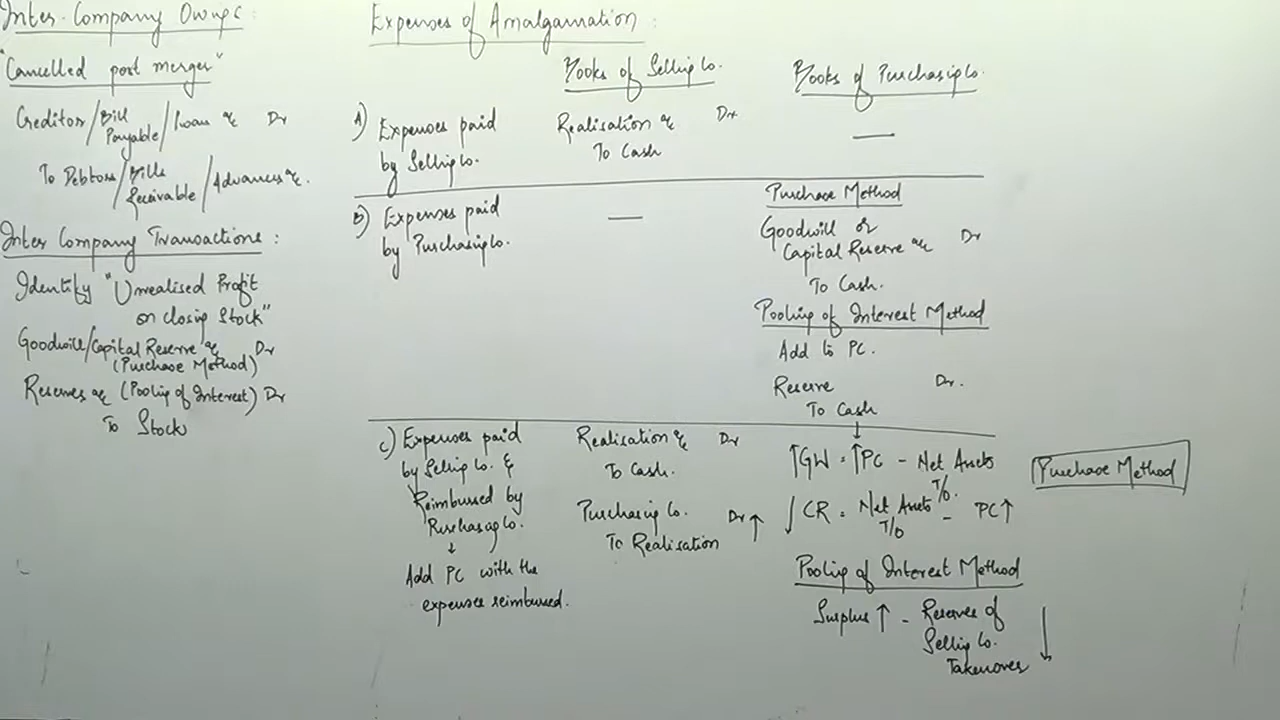 Inter Company Owngs :
"Cancelled post merger"
Creditor/Bill Payable/Loan a/c Dr
To Debtors/Bills Receivable/Advances a/c.
Inter Company Transactions :
Identify "Unrealised Profit
on closing Stock"
Goodwill/Capital Reserve a/c Dr
(Purchase Method)
Reserves a/c (Pooling of Interest) Dr
To Stock
Expenses of Amalgamation :
Books of Selling Co.
Books of Purchasing Co.
A) Expenses paid
by Selling Co.
Realisation a/c Dr
To Cash
—
B) Expenses paid
by Purchasing Co.
—
Purchase Method
Goodwill or
Capital Reserve a/c Dr
To Cash.
Pooling of Interest Method
Add to PC.
Reserve Dr.
To Cash
C) Expenses paid
by Selling Co. &
Reimbursed by
Purchasing Co.
↓
Add PC with the
expenses reimbursed.
Realisation a/c Dr
To Cash.
Purchasing Co. Dr ↑
To Realisation
↓
↑GW = ↑PC - Net Assets
T/O.
↓ CR = Net Assets - PC↑
T/O
Purchase Method
Pooling of Interest Method
Surplus ↑ - Reserves of
Selling Co.
Takenover ↓